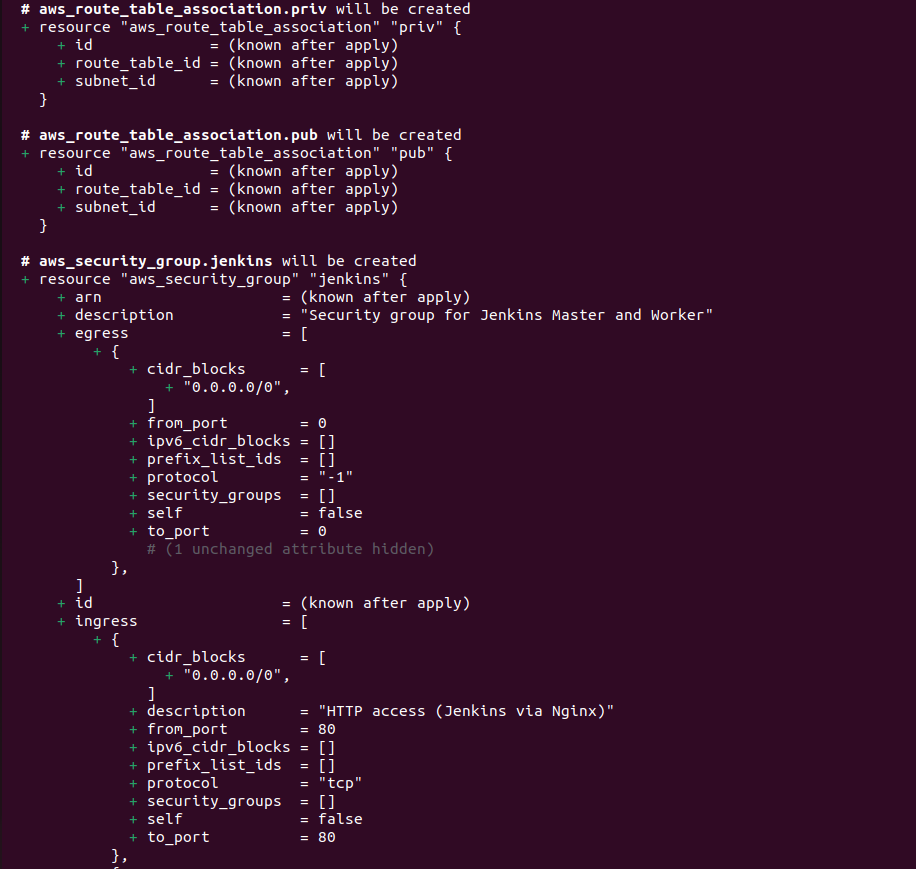 # aws_route_table_association.priv will be created
+ resource "aws_route_table_association" "priv" {
+ id = (known after apply)
+ route_table_id = (known after apply)
+ subnet_id = (known after apply)
}
# aws_route_table_association.pub will be created
+ resource "aws_route_table_association" "pub" {
+ id = (known after apply)
+ route_table_id = (known after apply)
+ subnet_id = (known after apply)
}
# aws_security_group.jenkins will be created
+ resource "aws_security_group" "jenkins" {
+ arn = (known after apply)
+ description = "Security group for Jenkins Master and Worker"
+ egress = [
+ {
+ cidr_blocks = [
+ "0.0.0.0/0",
]
+ from_port = 0
+ ipv6_cidr_blocks = []
+ prefix_list_ids = []
+ protocol = "-1"
+ security_groups = []
+ self = false
+ to_port = 0
# (1 unchanged attribute hidden)
},
]
+ id = (known after apply)
+ ingress = [
+ {
+ cidr_blocks = [
+ "0.0.0.0/0",
]
+ description = "HTTP access (Jenkins via Nginx)"
+ from_port = 80
+ ipv6_cidr_blocks = []
+ prefix_list_ids = []
+ protocol = "tcp"
+ security_groups = []
+ self = false
+ to_port = 80
},